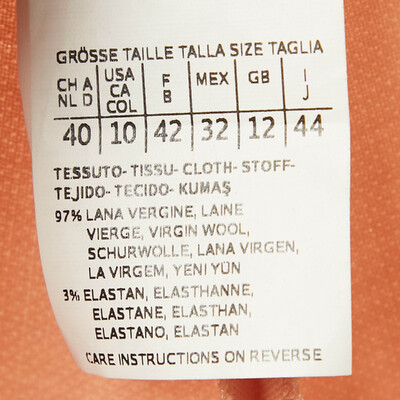 GRÖSSE TAILLE TALLA SIZE TAGLIA
CH A NL D USA CA COL F B MEX GB I J
40 10 42 32 12 44
TESSUTO- TISSU- CLOTH- STOFF-
TEJIDO- TECIDO- KUMAŞ
97% LANA VERGINE, LAINE
VIERGE, VIRGIN WOOL,
SCHURWOLLE, LANA VIRGEN,
LA VIRGEM, YENI YÜN
3% ELASTAN, ELASTHANNE,
ELASTANE, ELASTHAN,
ELASTANO, ELASTAN
CARE INSTRUCTIONS ON REVERSE